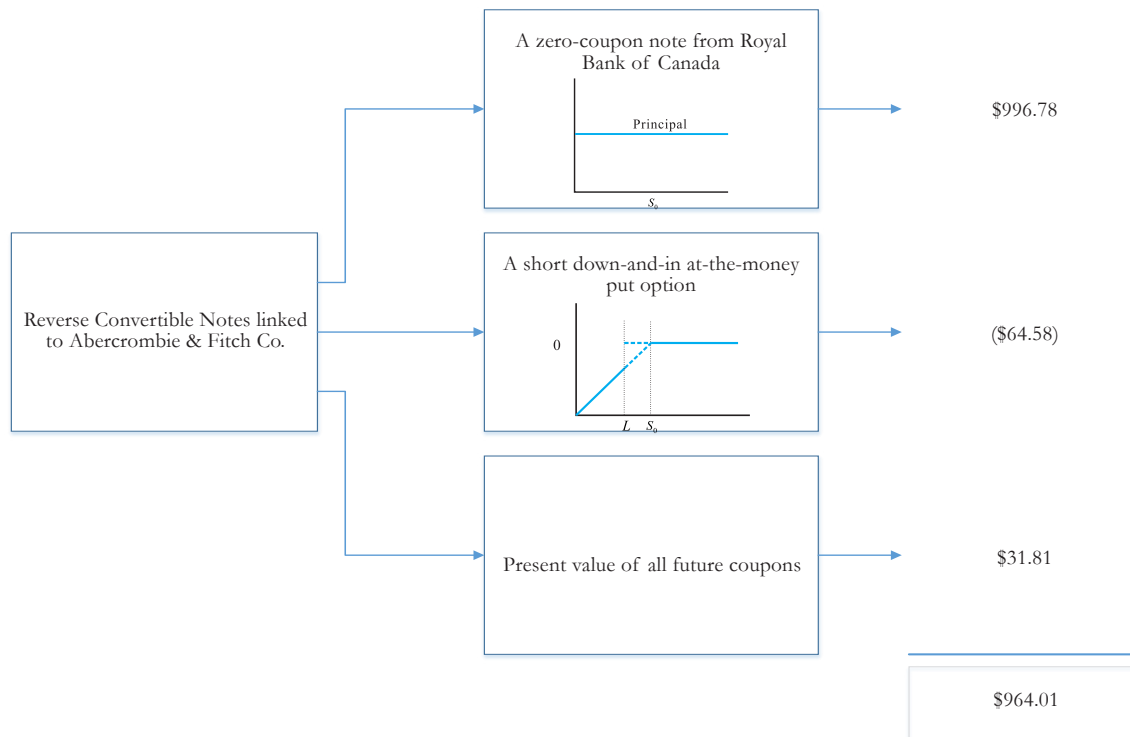 A zero-coupon note from Royal
Bank of Canada
Principal
S₀
$996.78
Reverse Convertible Notes linked
to Abercrombie & Fitch Co.
A short down-and-in at-the-money
put option
0
L S₀
($64.58)
Present value of all future coupons
$31.81
$964.01